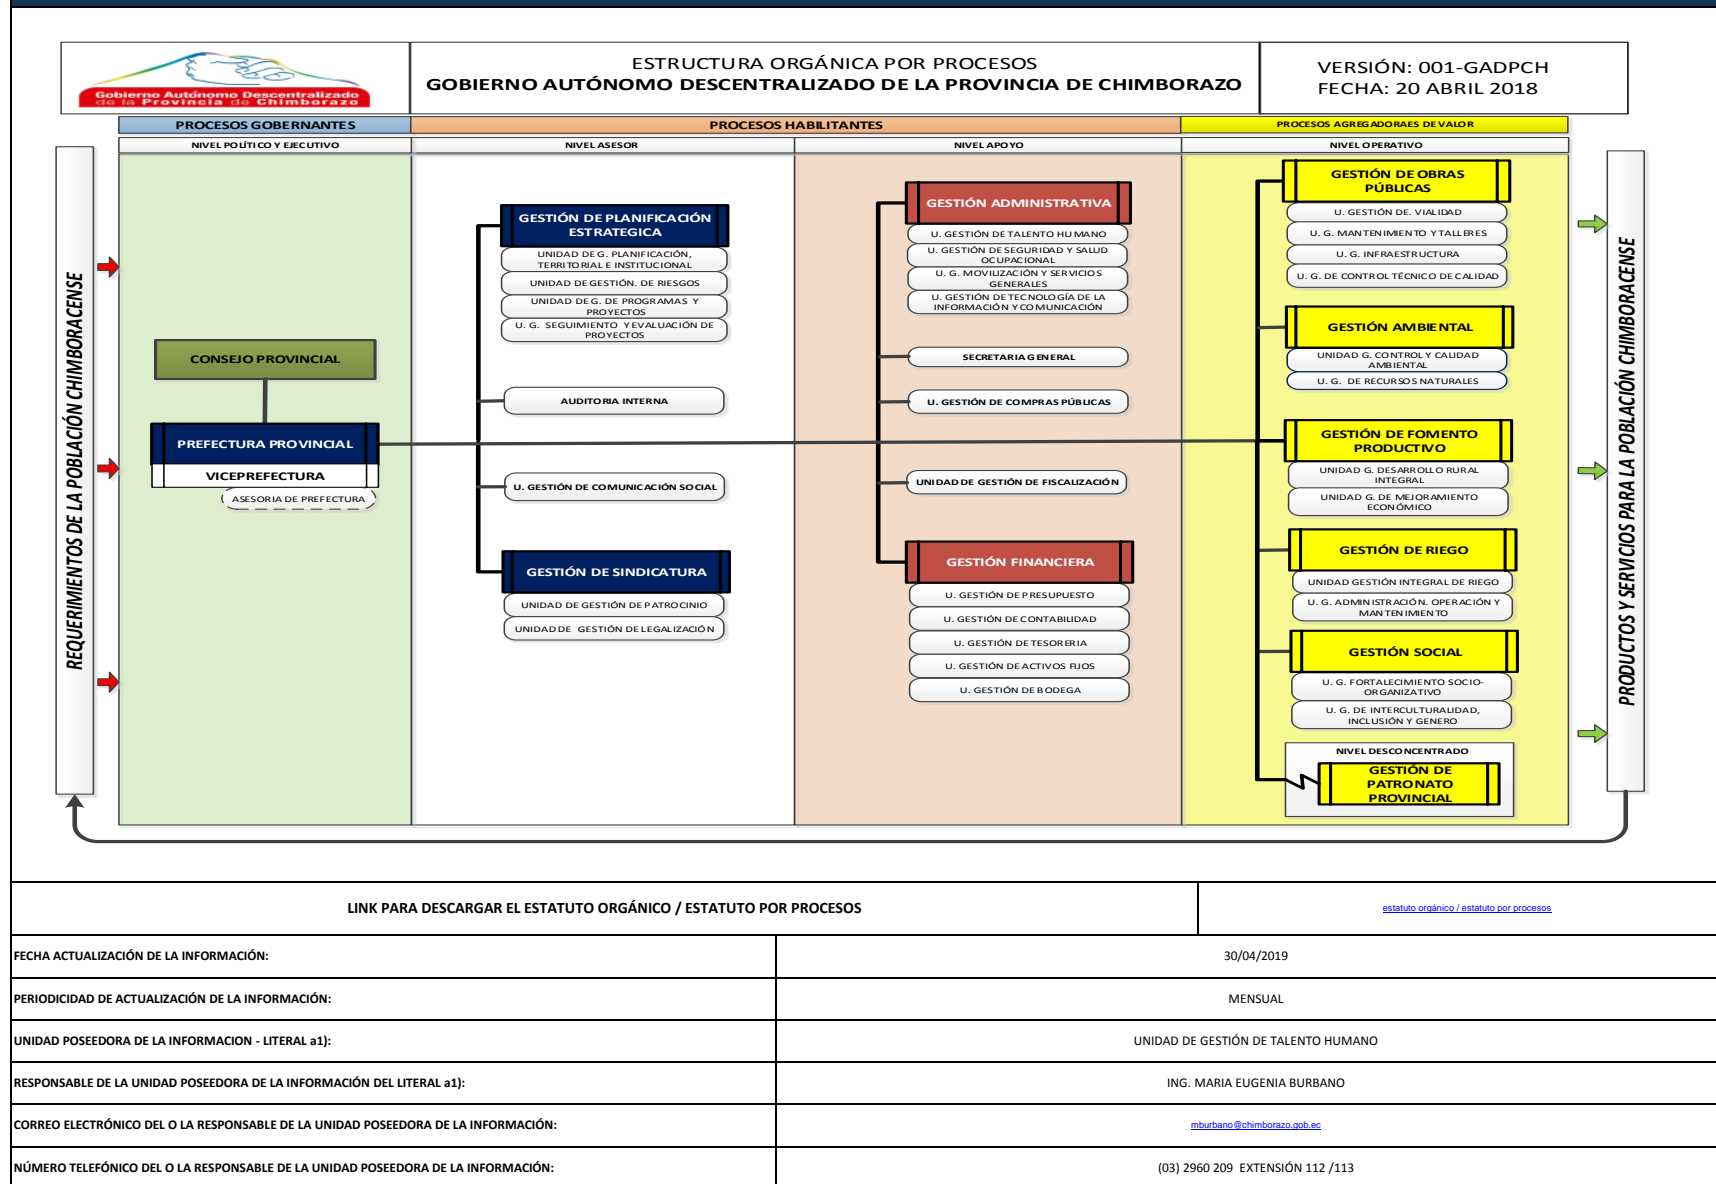 Gobierno Autónomo Descentralizado
de la Provincia de Chimborazo
ESTRUCTURA ORGÁNICA POR PROCESOS
GOBIERNO AUTÓNOMO DESCENTRALIZADO DE LA PROVINCIA DE CHIMBORAZO
VERSIÓN: 001-GADPCH
FECHA: 20 ABRIL 2018
PROCESOS GOBERNANTES
PROCESOS HABILITANTES
PROCESOS AGREGADORAES DE VALOR
NIVEL POLÍTICO Y EJECUTIVO
NIVEL ASESOR
NIVEL APOYO
NIVEL OPERATIVO
REQUERIMIENTOS DE LA POBLACIÓN CHIMBORACENSE
CONSEJO PROVINCIAL
PREFECTURA PROVINCIAL
VICEPREFECTURA
ASESORIA DE PREFECTURA
GESTIÓN DE PLANIFICACIÓN
ESTRATEGICA
UNIDAD DE G. PLANIFICACIÓN,
TERRITORIAL E INSTITUCIONAL
UNIDAD DE GESTIÓN. DE RIESGOS
UNIDAD DE G. DE PROGRAMAS Y
PROYECTOS
U. G. SEGUIMIENTO Y EVALUACIÓN DE
PROYECTOS
AUDITORIA INTERNA
U. GESTIÓN DE COMUNICACIÓN SOCIAL
GESTIÓN DE SINDICATURA
UNIDAD DE GESTIÓN DE PATROCINIO
UNIDAD DE GESTIÓN DE LEGALIZACIÓN
GESTIÓN ADMINISTRATIVA
U. GESTIÓN DE TALENTO HUMANO
U. GESTIÓN DE SEGURIDAD Y SALUD
OCUPACIONAL
U. G. MOVILIZACIÓN Y SERVICIOS
GENERALES
U. GESTIÓN DE TECNOLOGÍA DE LA
INFORMACIÓN Y COMUNICACIÓN
SECRETARIA GENERAL
U. GESTIÓN DE COMPRAS PÚBLICAS
UNIDAD DE GESTIÓN DE FISCALIZACIÓN
GESTIÓN FINANCIERA
U. GESTIÓN DE PRESUPUESTO
U. GESTIÓN DE CONTABILIDAD
U. GESTIÓN DE TESORERIA
U. GESTIÓN DE ACTIVOS FIJOS
U. GESTIÓN DE BODEGA
GESTIÓN DE OBRAS
PÚBLICAS
U. GESTIÓN DE. VIALIDAD
U. G. MANTENIMIENTO Y TALLERES
U. G. INFRAESTRUCTURA
U. G. DE CONTROL TÉCNICO DE CALIDAD
GESTIÓN AMBIENTAL
UNIDAD G. CONTROL Y CALIDAD
AMBIENTAL
U. G. DE RECURSOS NATURALES
GESTIÓN DE FOMENTO
PRODUCTIVO
UNIDAD G. DESARROLLO RURAL
INTEGRAL
UNIDAD G. DE MEJORAMIENTO
ECONÓMICO
GESTIÓN DE RIEGO
UNIDAD GESTIÓN INTEGRAL DE RIEGO
U. G. ADMINISTRACIÓN. OPERACIÓN Y
MANTENIMIENTO
GESTIÓN SOCIAL
U. G. FORTALECIMIENTO SOCIO-
ORGANIZATIVO
U. G. DE INTERCULTURALIDAD,
INCLUSIÓN Y GENERO
NIVEL DESCONCENTRADO
GESTIÓN DE
PATRONATO
PROVINCIAL
PRODUCTOS Y SERVICIOS PARA LA POBLACIÓN CHIMBORACENSE
LINK PARA DESCARGAR EL ESTATUTO ORGÁNICO / ESTATUTO POR PROCESOS
estatuto orgánico / estatuto por procesos
FECHA ACTUALIZACIÓN DE LA INFORMACIÓN:
30/04/2019
PERIODICIDAD DE ACTUALIZACIÓN DE LA INFORMACIÓN:
MENSUAL
UNIDAD POSEEDORA DE LA INFORMACION - LITERAL a1):
UNIDAD DE GESTIÓN DE TALENTO HUMANO
RESPONSABLE DE LA UNIDAD POSEEDORA DE LA INFORMACIÓN DEL LITERAL a1):
ING. MARIA EUGENIA BURBANO
CORREO ELECTRÓNICO DEL O LA RESPONSABLE DE LA UNIDAD POSEEDORA DE LA INFORMACIÓN:
mburbano@chimborazo.gob.ec
NÚMERO TELEFÓNICO DEL O LA RESPONSABLE DE LA UNIDAD POSEEDORA DE LA INFORMACIÓN:
(03) 2960 209 EXTENSIÓN 112 /113